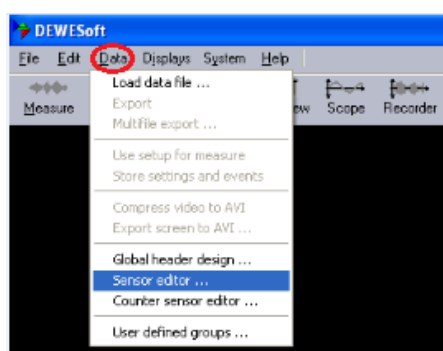 DEWESoft
File Edit Data Displays System Help
Load data file ...
Export
Multifile export ...
Use setup for measure
Store settings and events
Compress video to AVI
Export screen to AVI ...
Global header design ...
Sensor editor ...
Counter sensor editor ...
User defined groups ...
Measure ew Scope Recorder